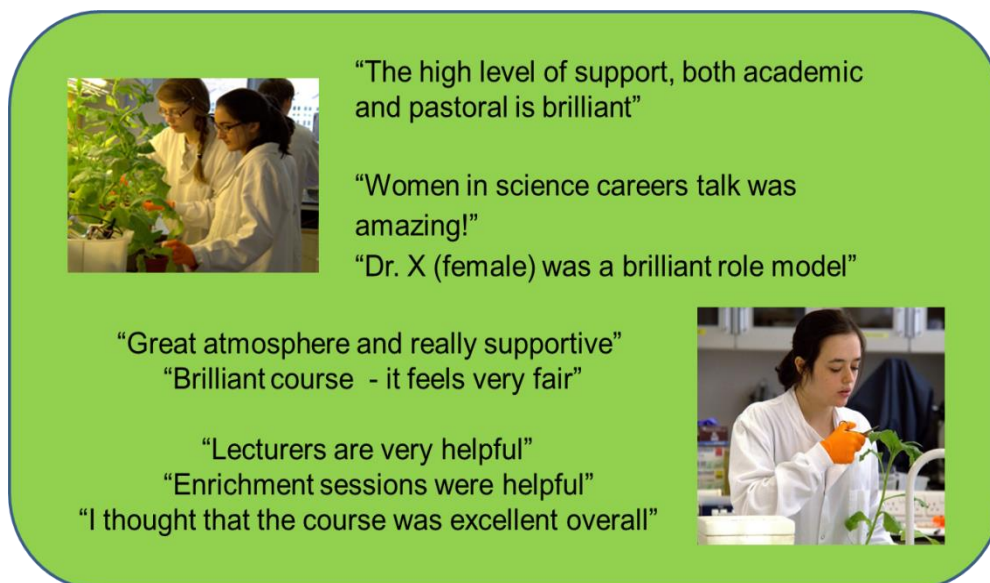 “The high level of support, both academic
and pastoral is brilliant”
“Women in science careers talk was
amazing!”
“Dr. X (female) was a brilliant role model”
“Great atmosphere and really supportive”
“Brilliant course - it feels very fair”
“Lecturers are very helpful”
“Enrichment sessions were helpful”
“I thought that the course was excellent overall”